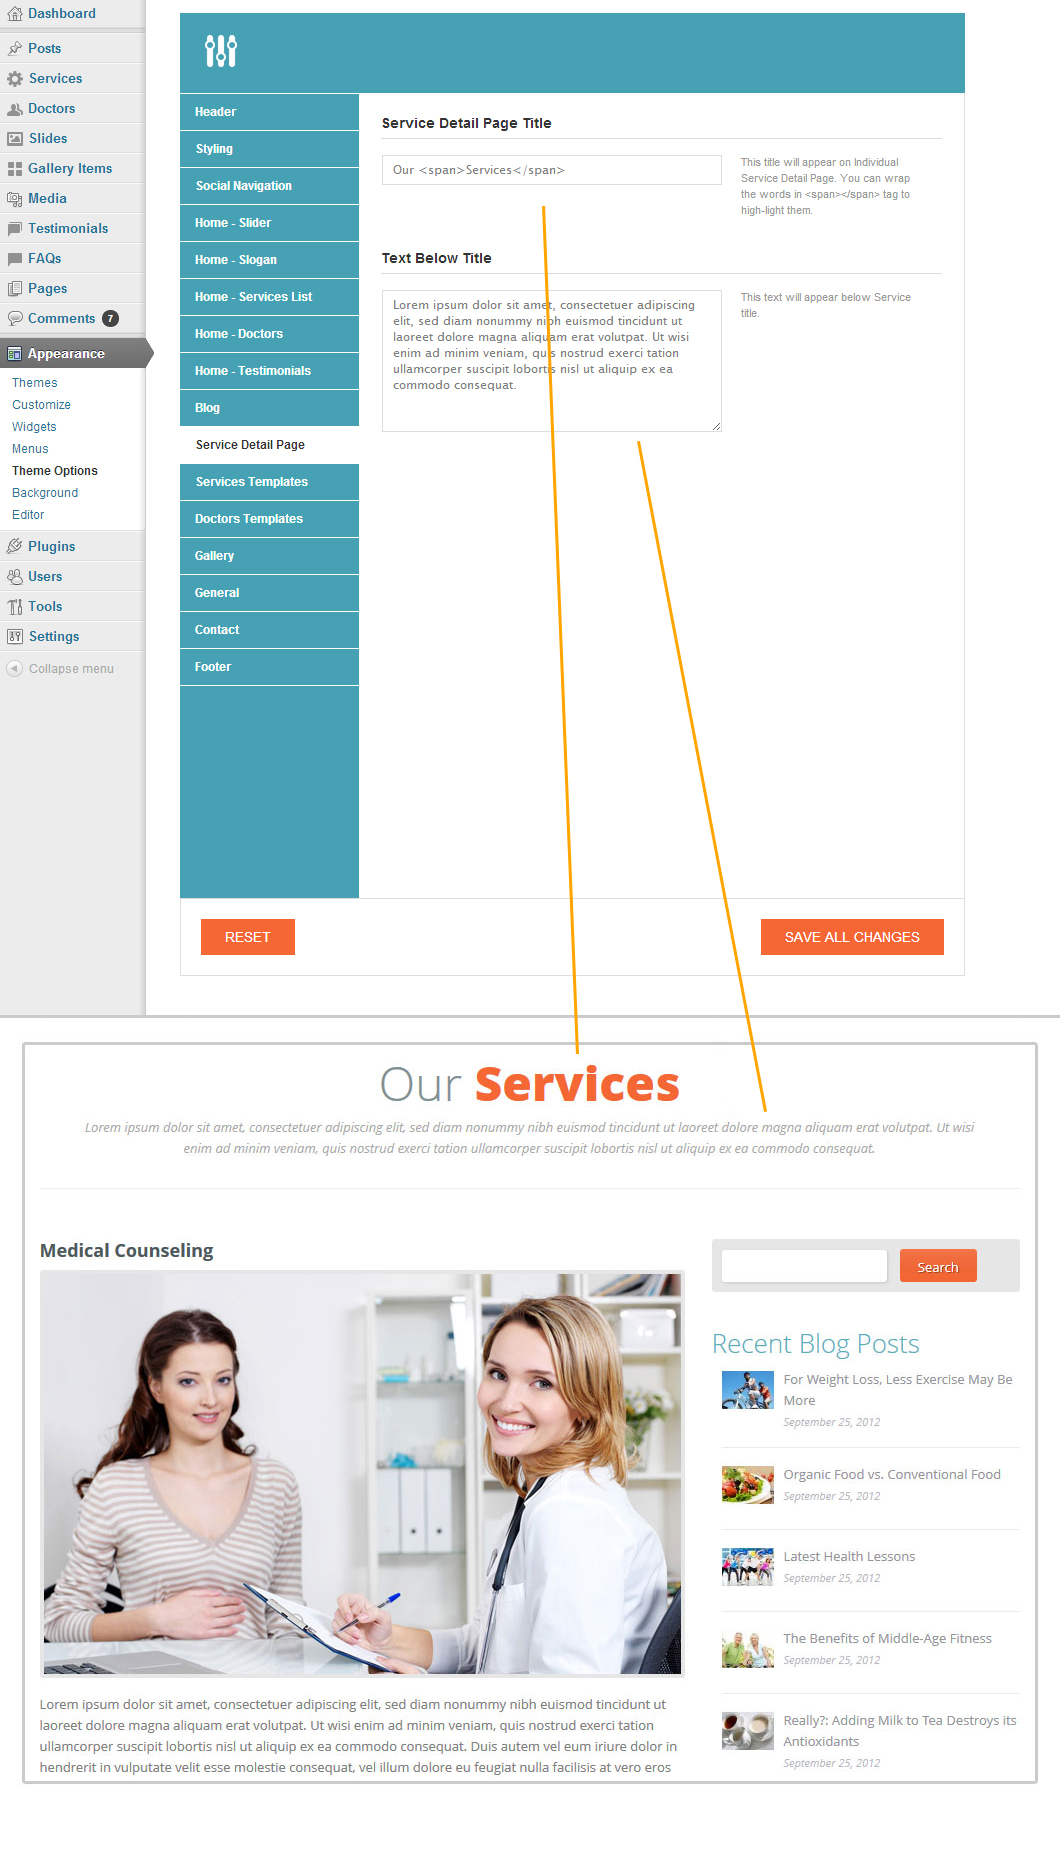 Dashboard
Posts
Services
Doctors
Slides
Gallery Items
Media
Testimonials
FAQs
Pages
Comments 7
Appearance
Themes
Customize
Widgets
Menus
Theme Options
Background
Editor
Plugins
Users
Tools
Settings
Collapse menu
Header
Styling
Social Navigation
Home - Slider
Home - Slogan
Home - Services List
Home - Doctors
Home - Testimonials
Blog
Service Detail Page
Services Templates
Doctors Templates
Gallery
General
Contact
Footer
Service Detail Page Title
Our <span>Services</span>
This title will appear on Individual
Service Detail Page. You can wrap
the words in <span></span> tag to
high-light them.
Text Below Title
Lorem ipsum dolor sit amet, consectetuer adipiscing
elit, sed diam nonummy nibh euismod tincidunt ut
laoreet dolore magna aliquam erat volutpat. Ut wisi
enim ad minim veniam, quis nostrud exerci tation
ullamcorper suscipit lobortis nisl ut aliquip ex ea
commodo consequat.
This text will appear below Service
title.
RESET
SAVE ALL CHANGES
Our Services
Lorem ipsum dolor sit amet, consectetuer adipiscing elit, sed diam nonummy nibh euismod tincidunt ut laoreet dolore magna aliquam erat volutpat. Ut wisi
enim ad minim veniam, quis nostrud exerci tation ullamcorper suscipit lobortis nisl ut aliquip ex ea commodo consequat.
Medical Counseling
Lorem ipsum dolor sit amet, consectetuer adipiscing elit, sed diam nonummy nibh euismod tincidunt ut
laoreet dolore magna aliquam erat volutpat. Ut wisi enim ad minim veniam, quis nostrud exerci tation
ullamcorper suscipit lobortis nisl ut aliquip ex ea commodo consequat. Duis autem vel eum iriure dolor in
hendrerit in vulputate velit esse molestie consequat, vel illum dolore eu feugiat nulla facilisis at vero eros
Search
Recent Blog Posts
For Weight Loss, Less Exercise May Be
More
September 25, 2012
Organic Food vs. Conventional Food
September 25, 2012
Latest Health Lessons
September 25, 2012
The Benefits of Middle-Age Fitness
September 25, 2012
Really?: Adding Milk to Tea Destroys its
Antioxidants
September 25, 2012